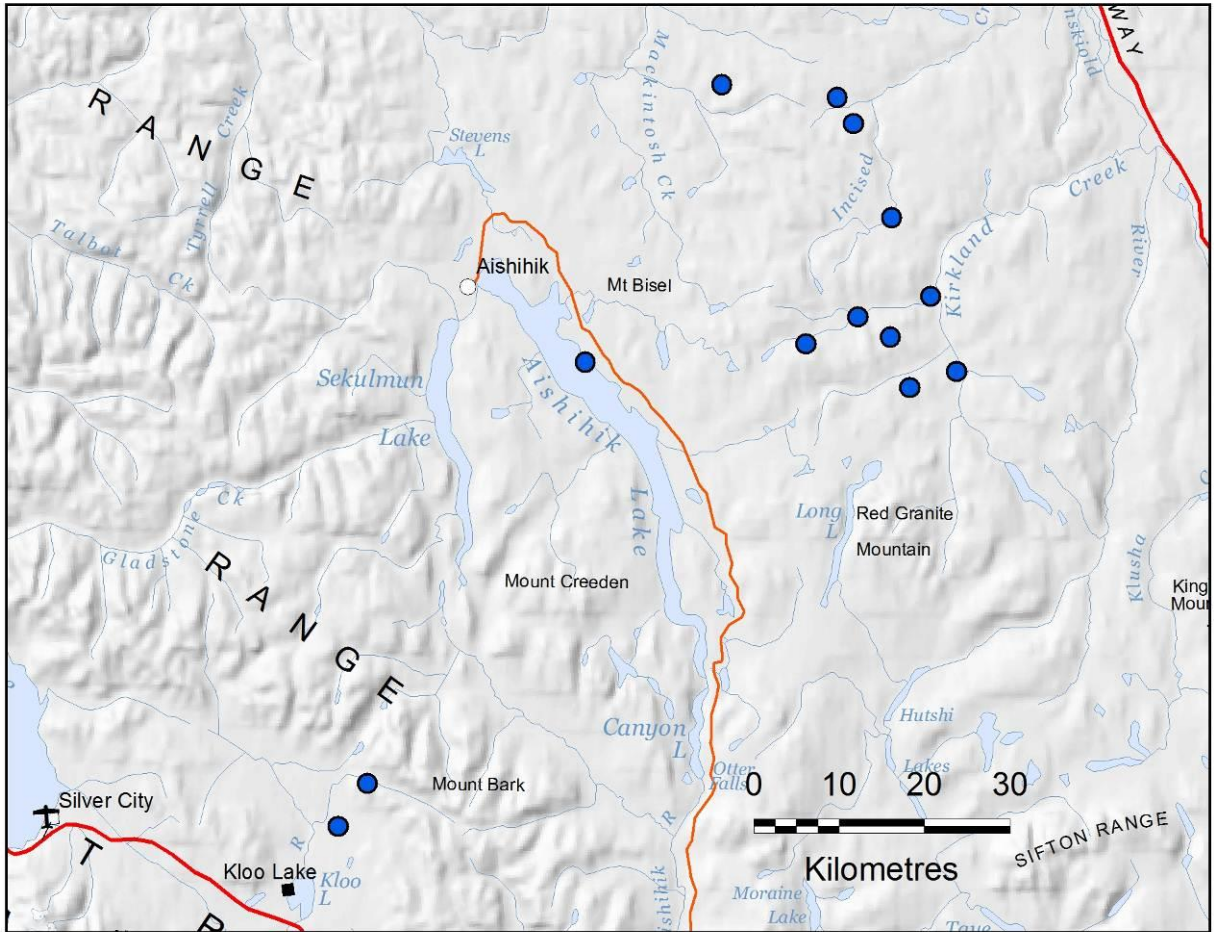 WAY
Mackintosh Ck
Creek
RANGE
Stevens
L
Incised
Creek
Tyrrell
Kirkland
River
Talbot
Ck
Aishihik
Mt Bisel
Sekulmun
Aishihik
Lake
Lake
Ck
Long
L
Red Granite
Gladstone
Mountain
RANGE
Mount Creeden
Klusha
King
Hutshi
Canyon
L
Otter
Falls
Lakes
0 10 20 30
Mount Bark
Silver City
SIFTON RANGE
R
R
T
Kilometres
Kloo Lake
Kloo
L
Moraine
Lake
R